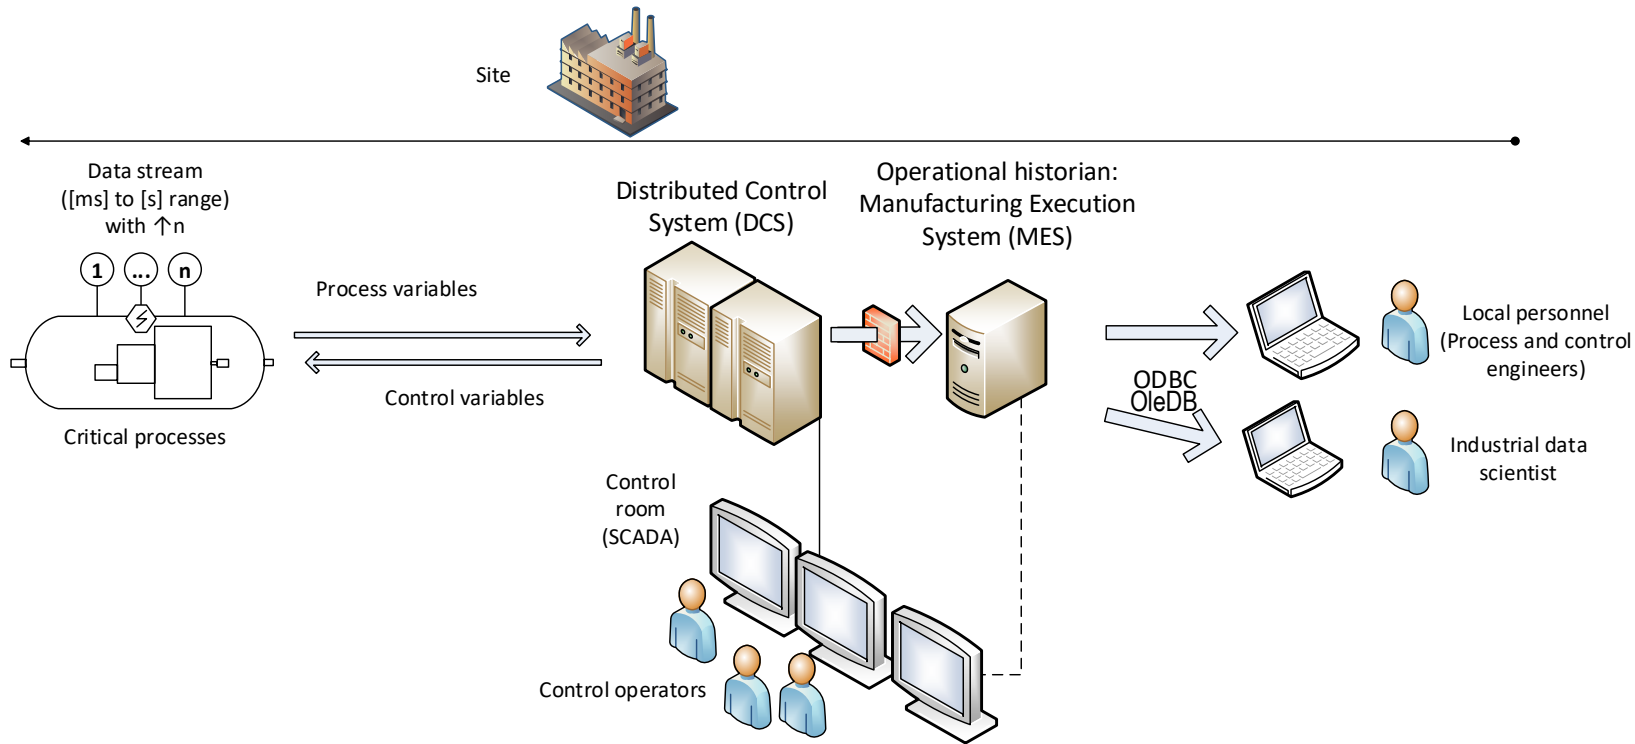 Site
Data stream
([ms] to [s] range)
with ↑n
1
...
n
Critical processes
Process variables
Control variables
Distributed Control
System (DCS)
Operational historian:
Manufacturing Execution
System (MES)
ODBC
OleDB
Local personnel
(Process and control
engineers)
Industrial data
scientist
Control
room
(SCADA)
Control operators